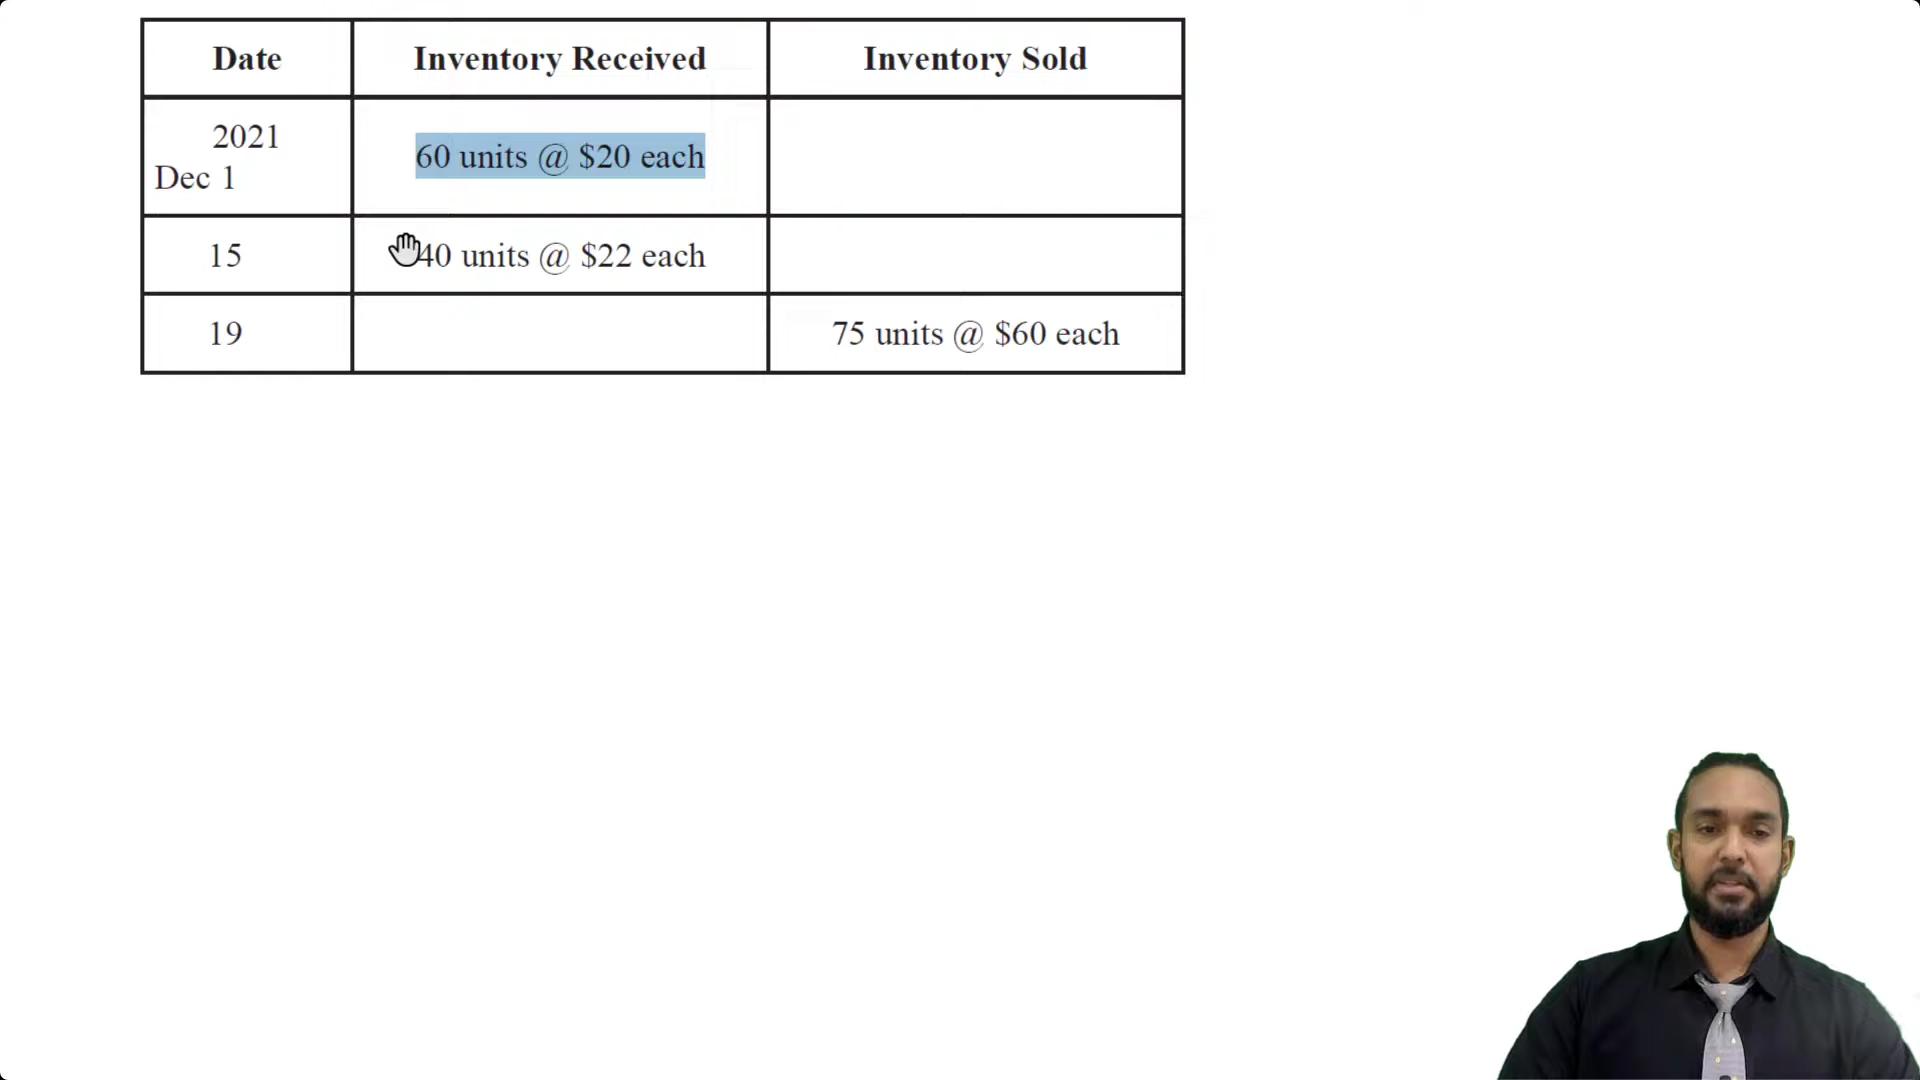 Date Inventory Received Inventory Sold
2021
Dec 1 60 units @ $20 each
15 40 units @ $22 each
19 75 units @ $60 each